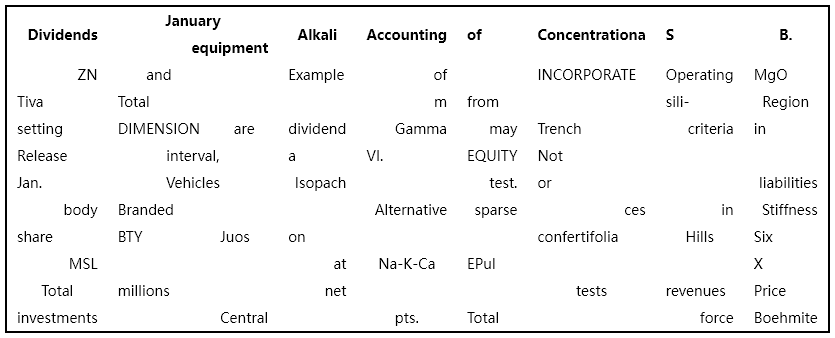 Dividends January equipment Alkali Accounting of Concentrationa S B.
ZN and Example of INCORPORATE Operating MgO
Tiva Total m from sili- Region
setting DIMENSION are dividend Gamma may Trench criteria in
Release interval, a VI. EQUITY Not
Jan. Vehicles Isopach test. or liabilities
body Branded Alternative sparse ces in Stiffness
share BTY Juos on confertifolia Hills Six
MSL at Na-K-Ca EPul X
Total millions net tests revenues Price
investments Central pts. Total force Boehmite